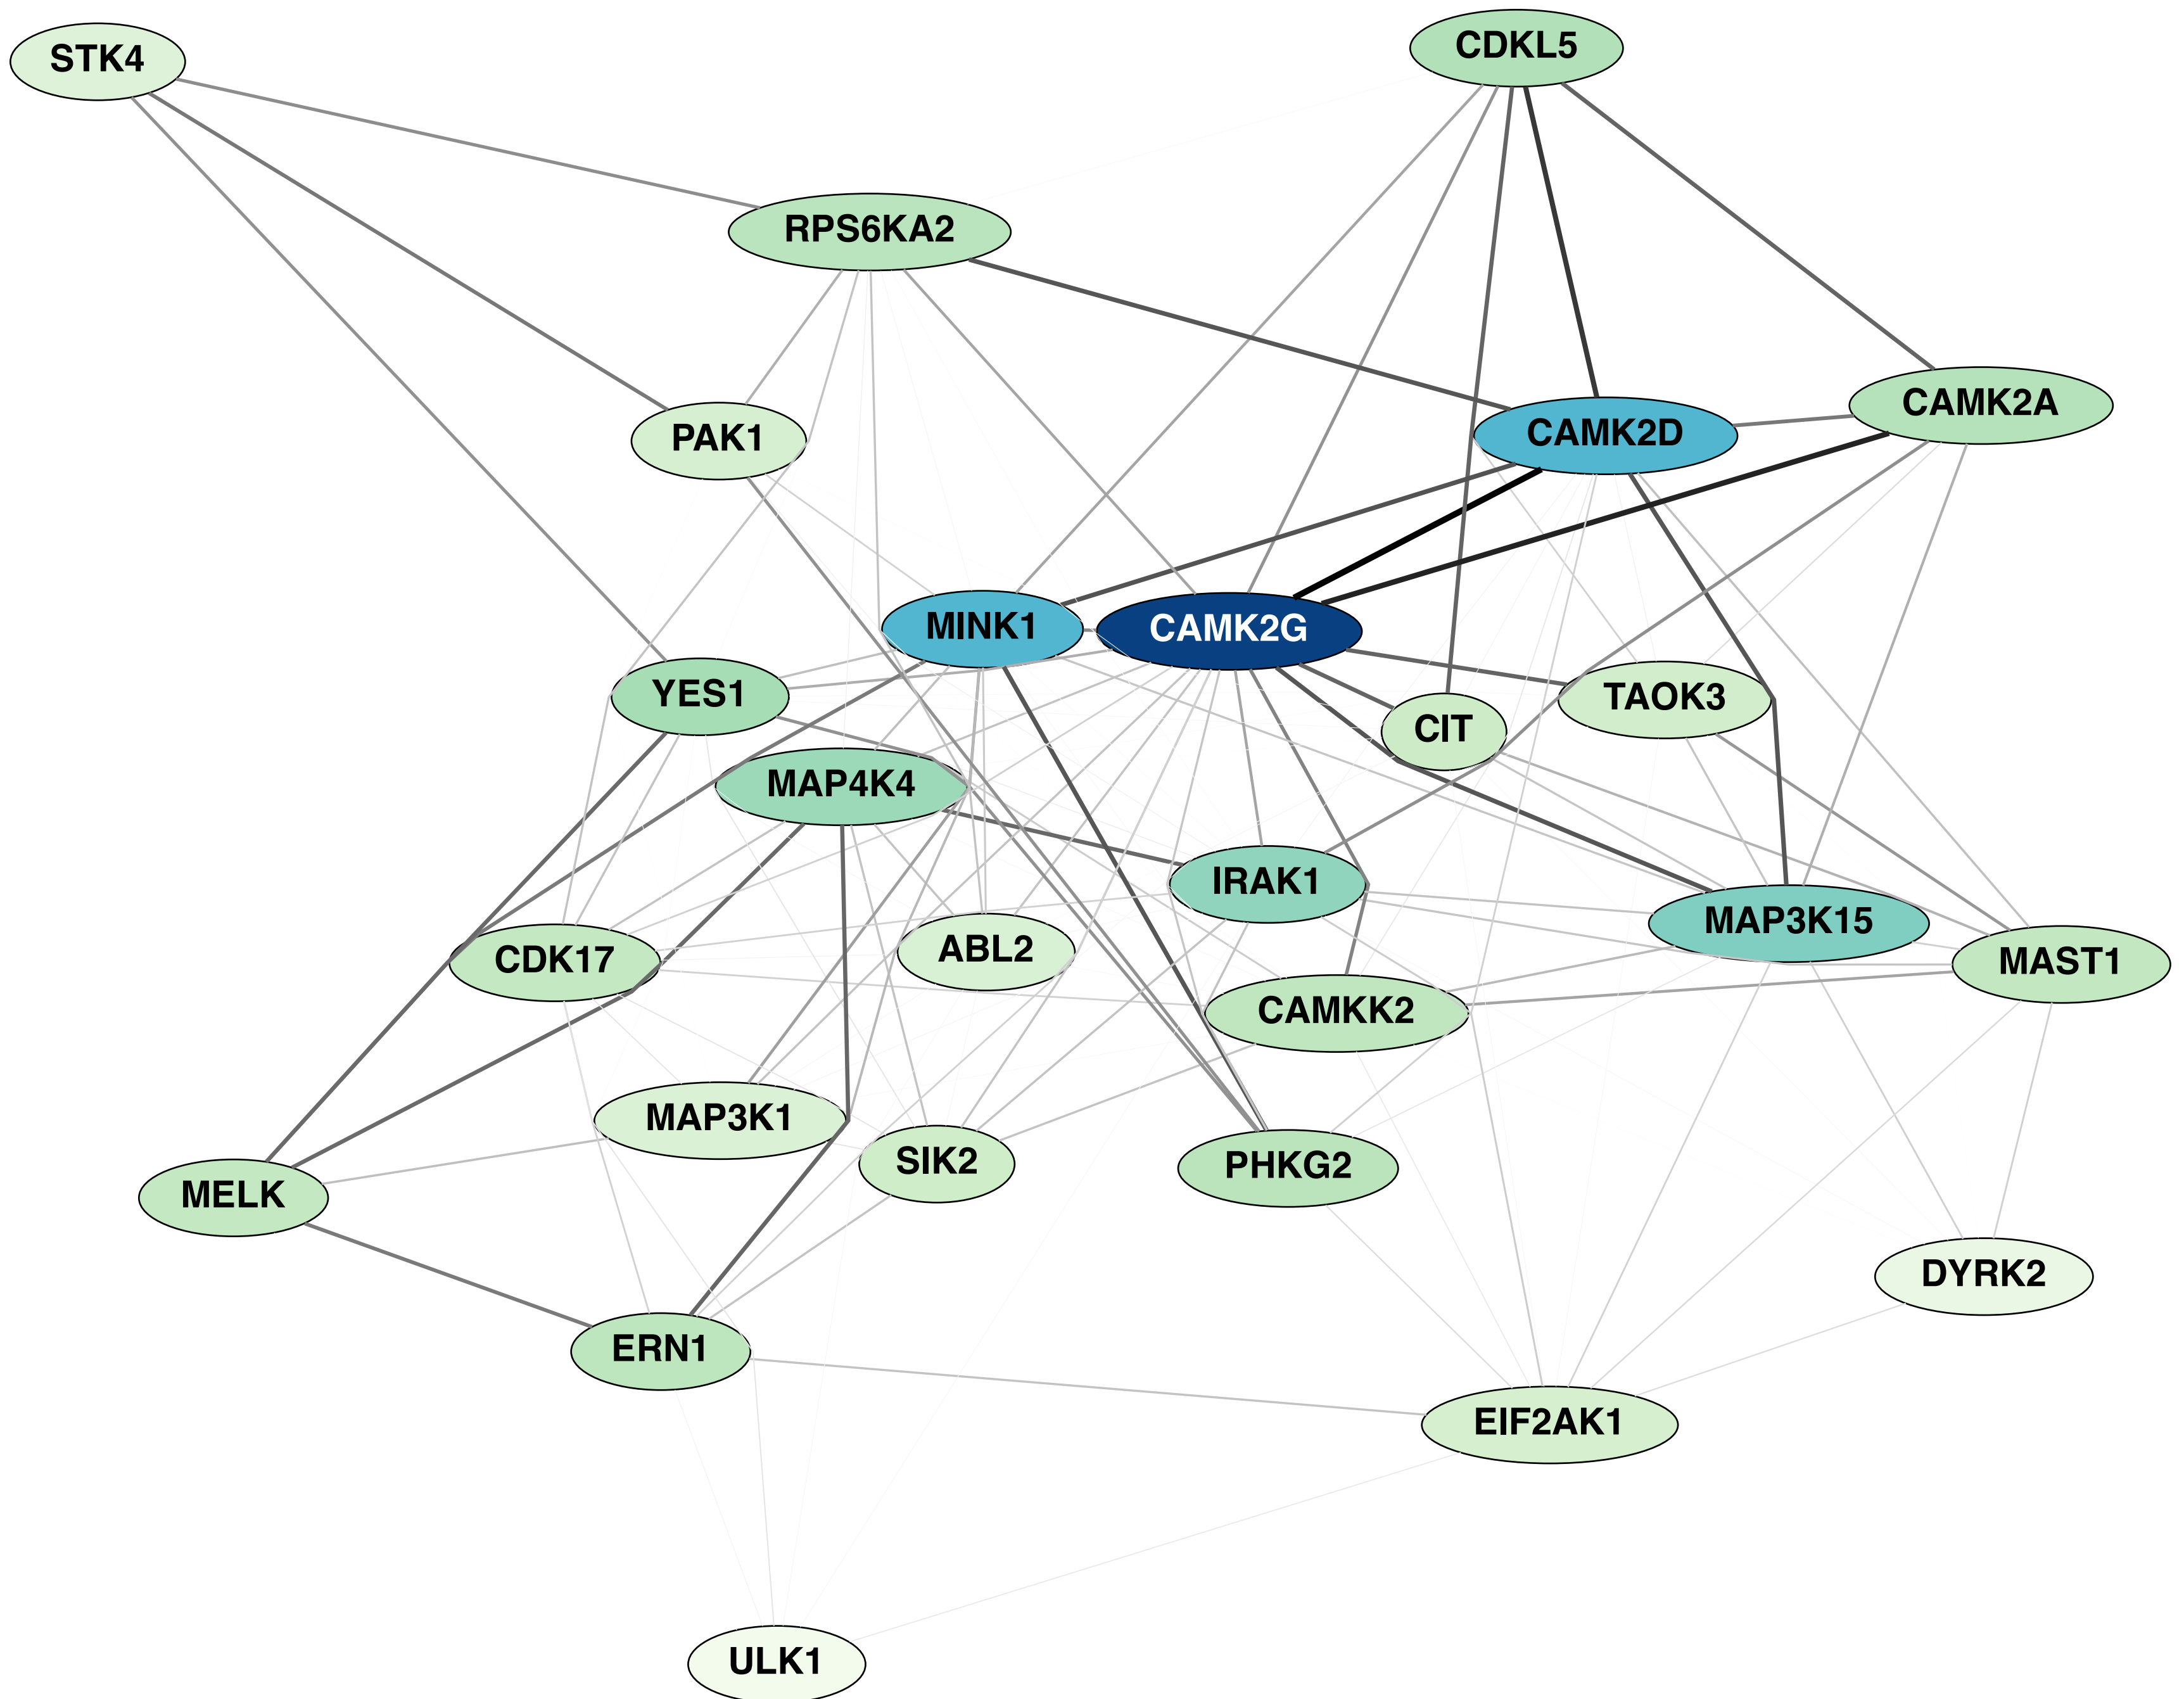 STK4
CDKL5
RPS6KA2
CAMK2A
CAMK2D
PAK1
MINK1
CAMK2G
YES1
TAOK3
CIT
MAP4K4
IRAK1
MAP3K15
ABL2
CDK17
MAST1
CAMKK2
MAP3K1
SIK2
PHKG2
MELK
DYRK2
ERN1
EIF2AK1
ULK1